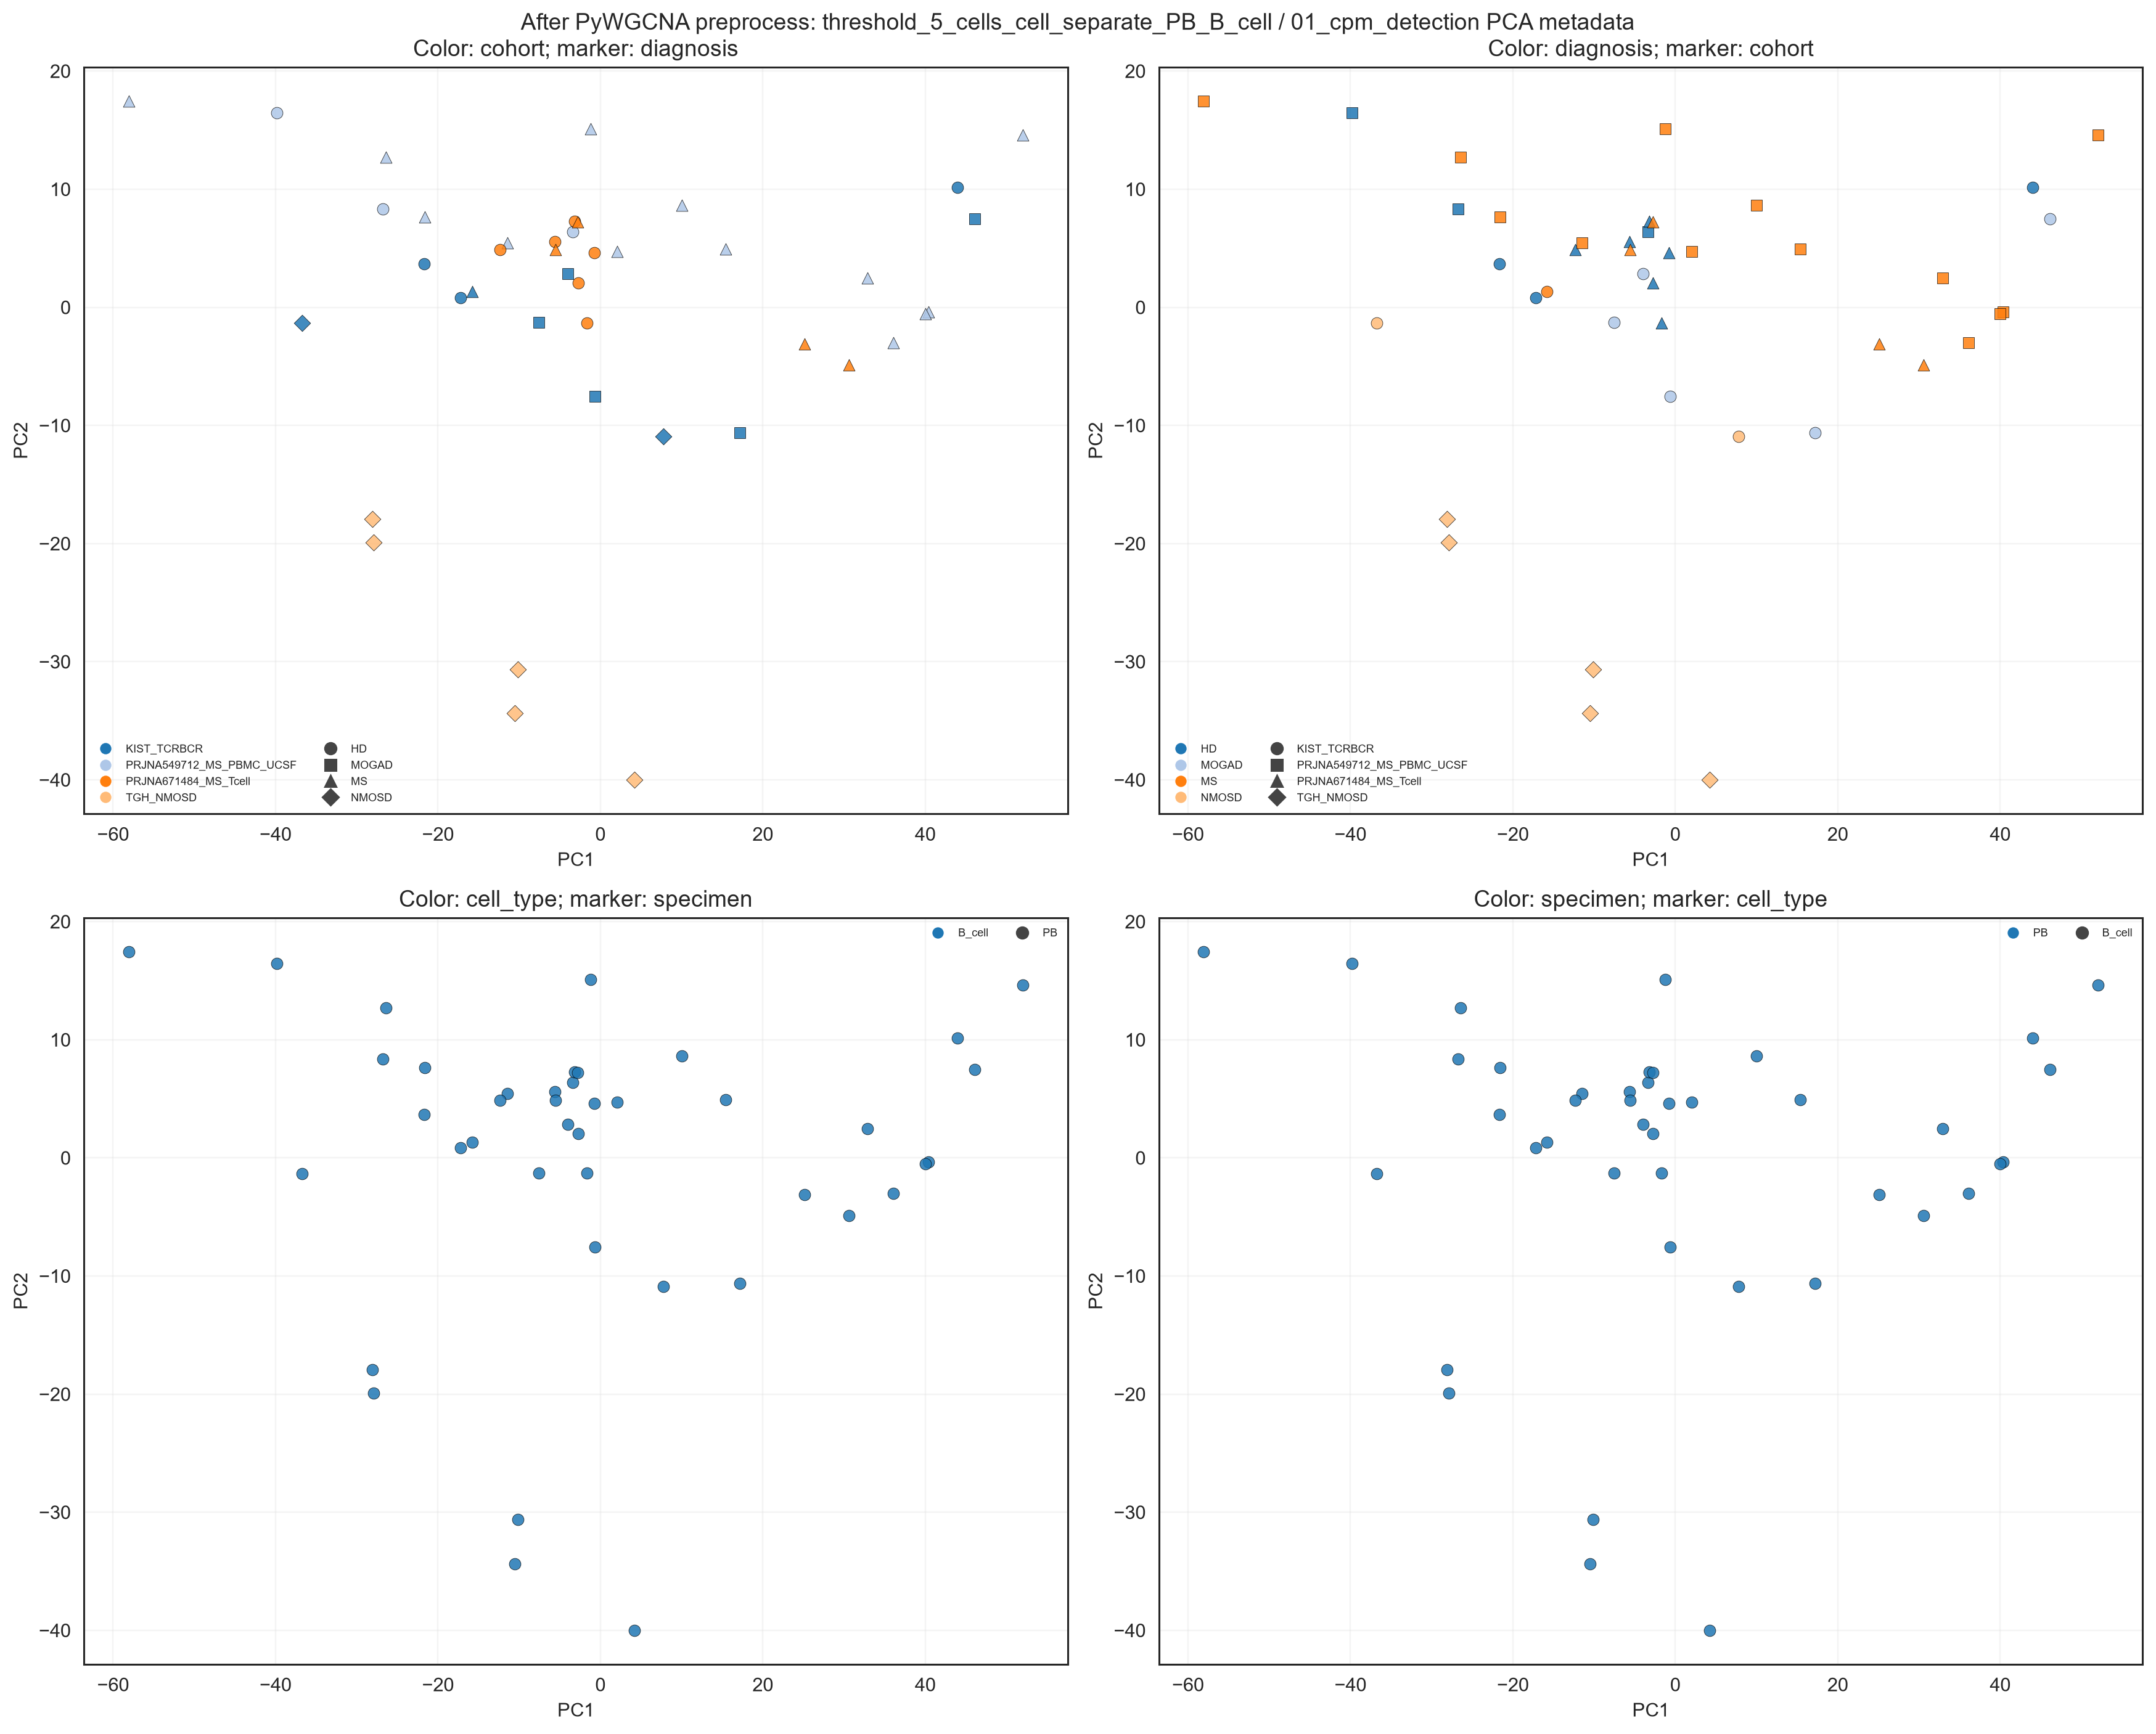 After PyWGCNA preprocess: threshold_5_cells_cell_separate_PB_B_cell / 01_cpm_detection PCA metadata
Color: cohort; marker: diagnosis
20
10
0
−10
−20
−30
−40
PC2
KIST_TCRBCR
PRJNA549712_MS_PBMC_UCSF
PRJNA671484_MS_Tcell
TGH_NMOSD
HD
MOGAD
MS
NMOSD
−60 −40 −20 0 20 40
PC1
Color: diagnosis; marker: cohort
20
10
0
−10
−20
−30
−40
PC2
HD
MOGAD
MS
NMOSD
KIST_TCRBCR
PRJNA549712_MS_PBMC_UCSF
PRJNA671484_MS_Tcell
TGH_NMOSD
−60 −40 −20 0 20 40
PC1
Color: cell_type; marker: specimen
B_cell PB
20
10
0
−10
−20
−30
−40
PC2
−60 −40 −20 0 20 40
PC1
Color: specimen; marker: cell_type
PB B_cell
20
10
0
−10
−20
−30
−40
PC2
−60 −40 −20 0 20 40
PC1